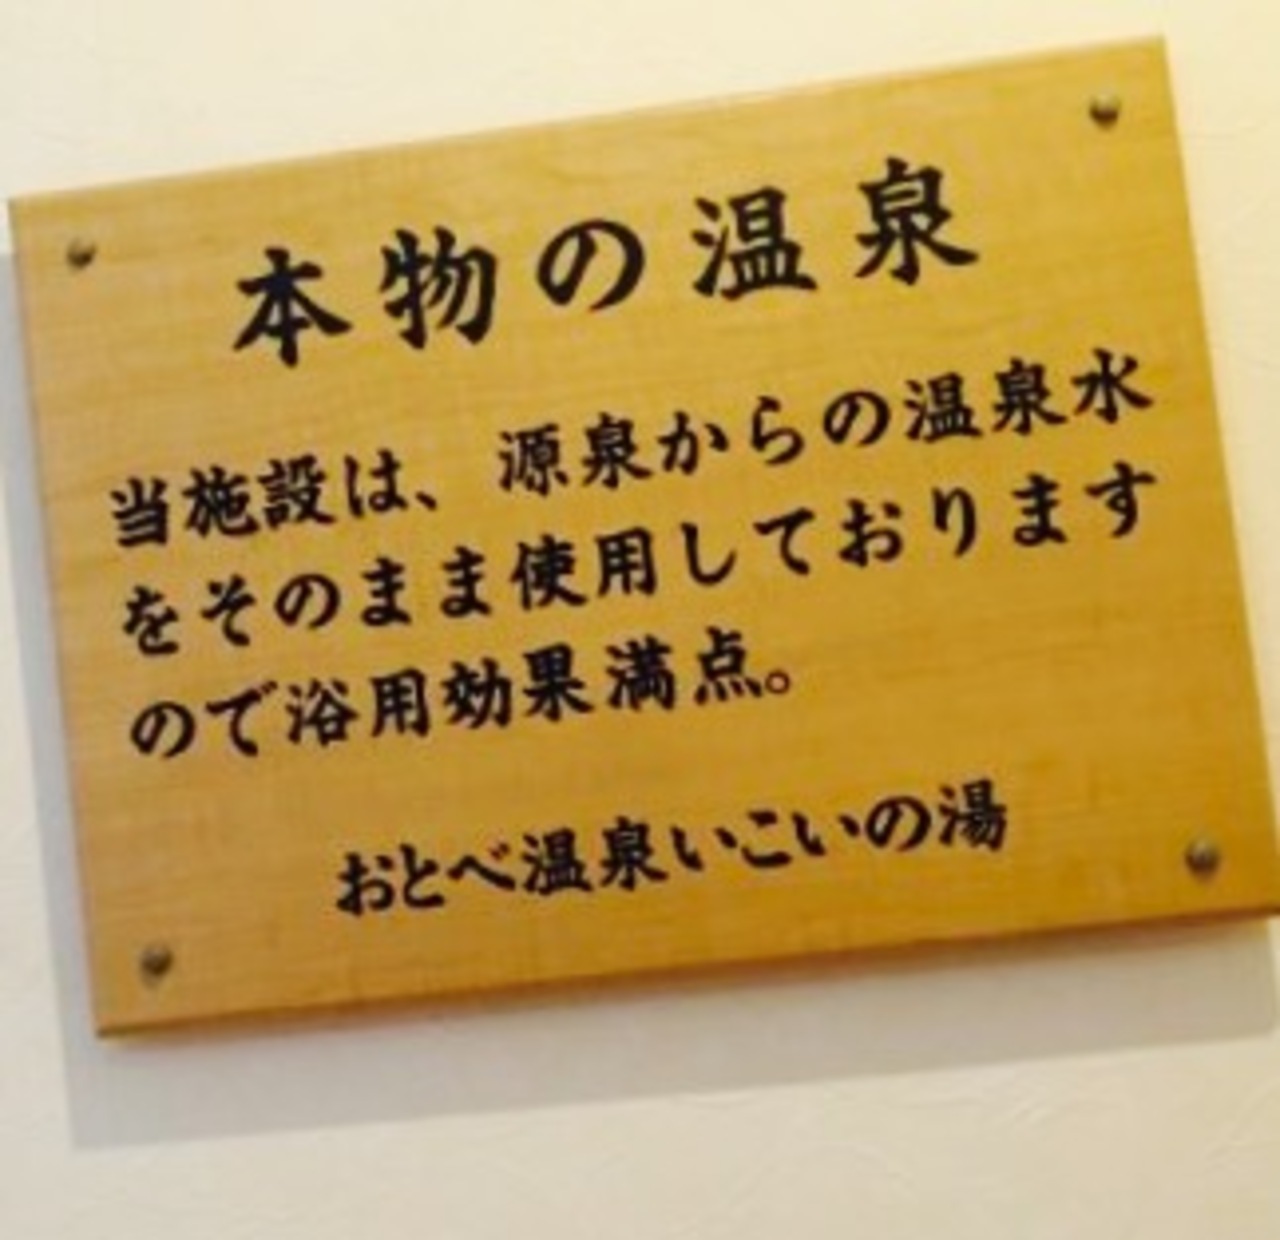 本物の温泉
当施設は、源泉からの温泉水
をそのまま使用しております
ので浴用効果満点。
おとべ温泉いこいの湯